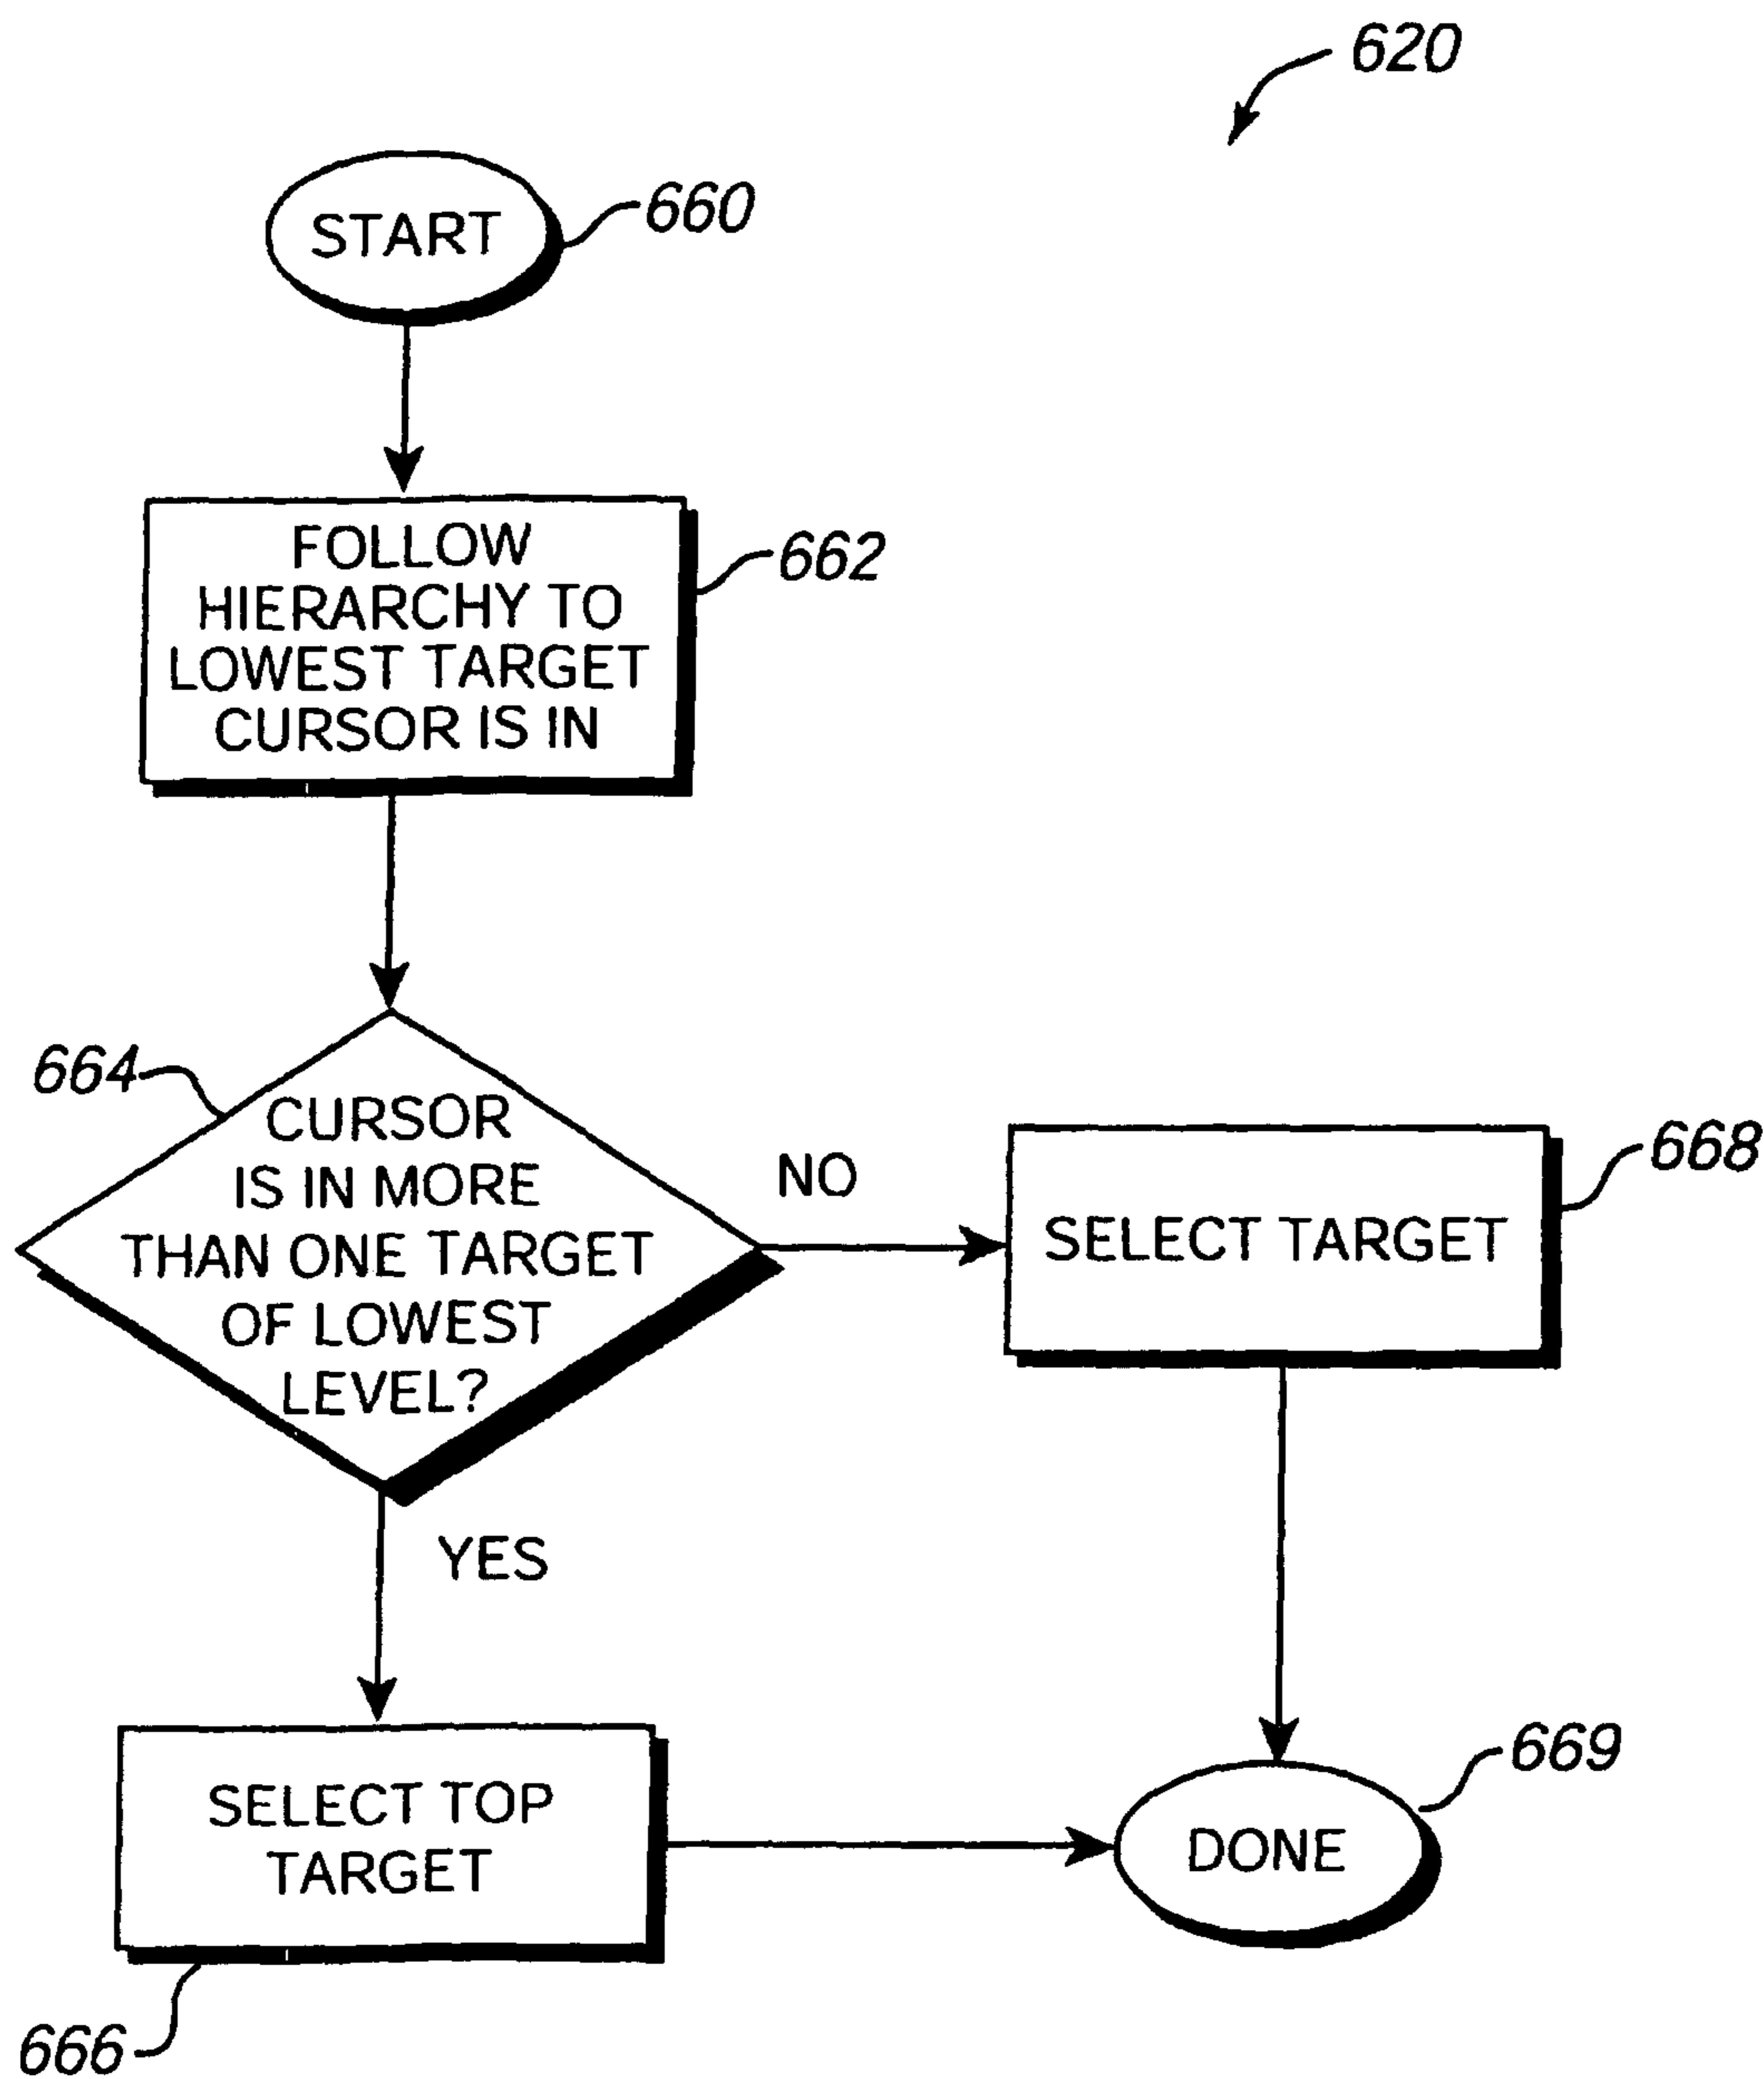 620
START
660
FOLLOW
HIERARCHY TO
LOWEST TARGET
CURSOR IS IN
662
664
CURSOR
IS IN MORE
THAN ONE TARGET
OF LOWEST
LEVEL?
NO
SELECT TARGET
668
YES
SELECT TOP
TARGET
666
DONE
669